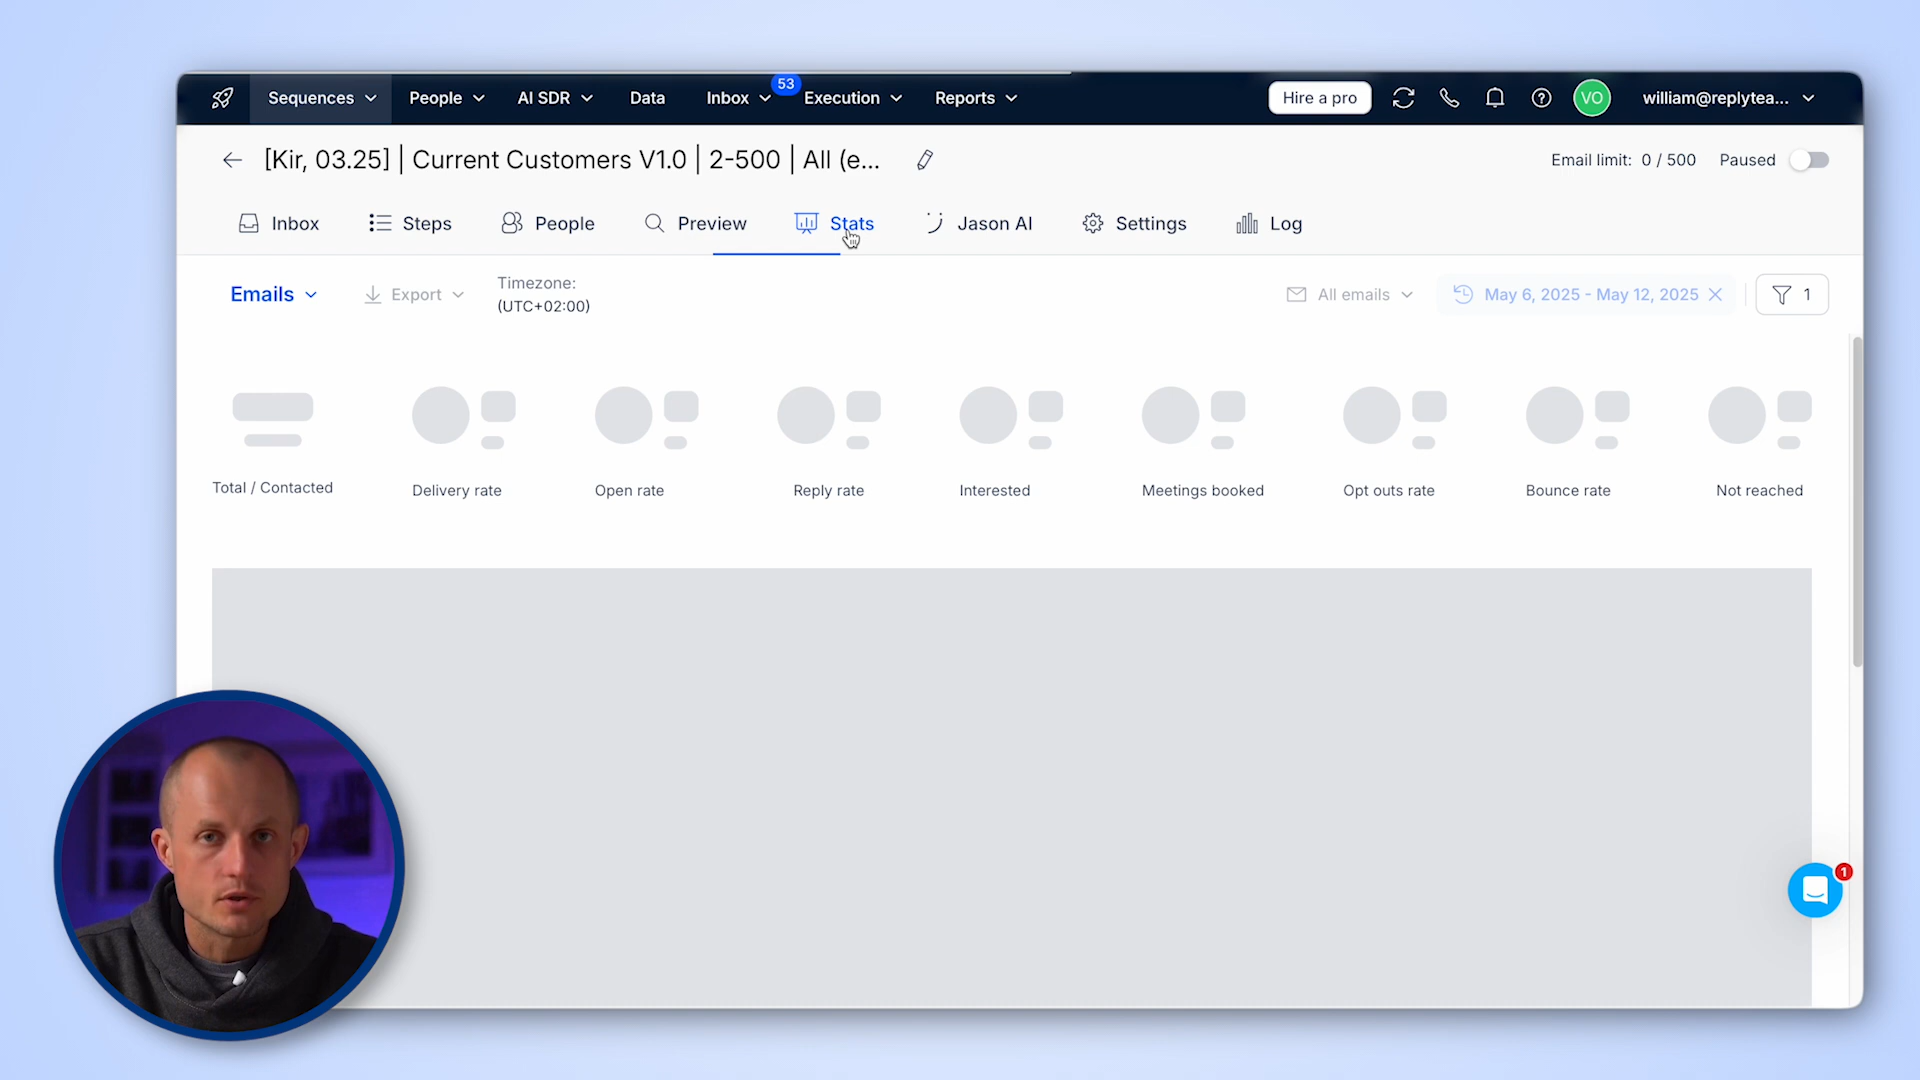 Sequences People AI SDR Data Inbox 53 Execution Reports Hire a pro VO william@replytea...
[Kir, 03.25] | Current Customers V1.0 | 2-500 | All (e... Email limit: 0 / 500 Paused
Inbox Steps People Preview Stats Jason AI Settings Log
Emails Export Timezone: All emails May 6, 2025 - May 12, 2025 1
(UTC+02:00)
Total / Contacted Delivery rate Open rate Reply rate Interested Meetings booked Opt outs rate Bounce rate Not reached
1